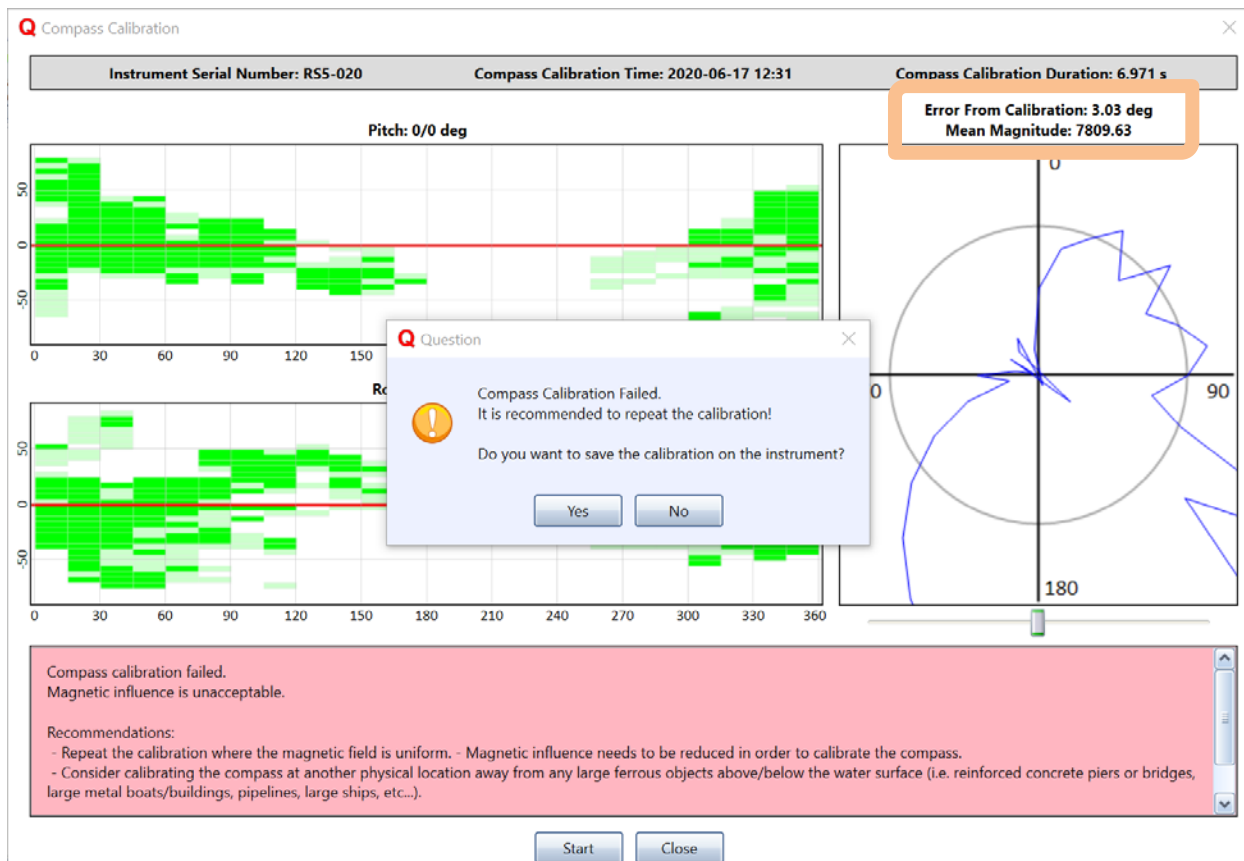 Q Compass Calibration
Instrument Serial Number: RS5-020 Compass Calibration Time: 2020-06-17 12:31 Compass Calibration Duration: 6.971 s
Error From Calibration: 3.03 deg
Mean Magnitude: 7809.63
Pitch: 0/0 deg
50
0
-50
0 30 60 90 120 150
0
90
180
0
Q Question
Compass Calibration Failed.
It is recommended to repeat the calibration!
Do you want to save the calibration on the instrument?
Yes No
Ro
50
0
-50
0 30 60 90 120 150 180 210 240 270 300 330 360
Compass calibration failed.
Magnetic influence is unacceptable.
Recommendations:
- Repeat the calibration where the magnetic field is uniform. - Magnetic influence needs to be reduced in order to calibrate the compass.
- Consider calibrating the compass at another physical location away from any large ferrous objects above/below the water surface (i.e. reinforced concrete piers or bridges,
large metal boats/buildings, pipelines, large ships, etc...).
Start Close